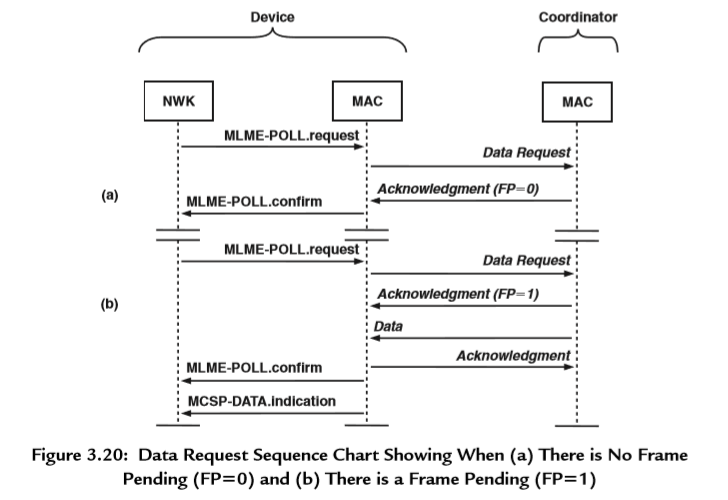 Device
Coordinator
NWK
MAC
MAC
MLME-POLL.request
Data Request
Acknowledgment (FP=0)
(a)
MLME-POLL.confirm
MLME-POLL.request
Data Request
Acknowledgment (FP=1)
(b)
Data
Acknowledgment
MLME-POLL.confirm
MCSP-DATA.indication
Figure 3.20: Data Request Sequence Chart Showing When (a) There is No Frame
Pending (FP=0) and (b) There is a Frame Pending (FP=1)